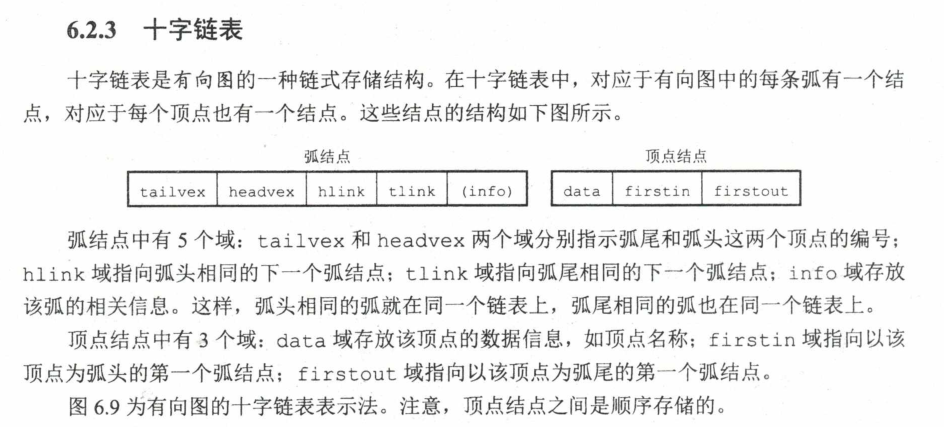 6.2.3 十字链表
十字链表是有向图的一种链式存储结构。在十字链表中，对应于有向图中的每条弧有一个结
点，对应于每个顶点也有一个结点。这些结点的结构如下图所示。
弧结点 顶点结点
tailvex headvex hlink tlink (info) data firstin firstout
弧结点中有 5 个域：tailvex 和 headvex 两个域分别指示弧尾和弧头这两个顶点的编号；
hlink 域指向弧头相同的下一个弧结点；tlink 域指向弧尾相同的下一个弧结点；info 域存放
该弧的相关信息。这样，弧头相同的弧就在同一个链表上，弧尾相同的弧也在同一个链表上。
顶点结点中有 3 个域：data 域存放该顶点的数据信息，如顶点名称；firstin 域指向以该
顶点为弧头的第一个弧结点；firstout 域指向以该顶点为弧尾的第一个弧结点。
图 6.9 为有向图的十字链表表示法。注意，顶点结点之间是顺序存储的。